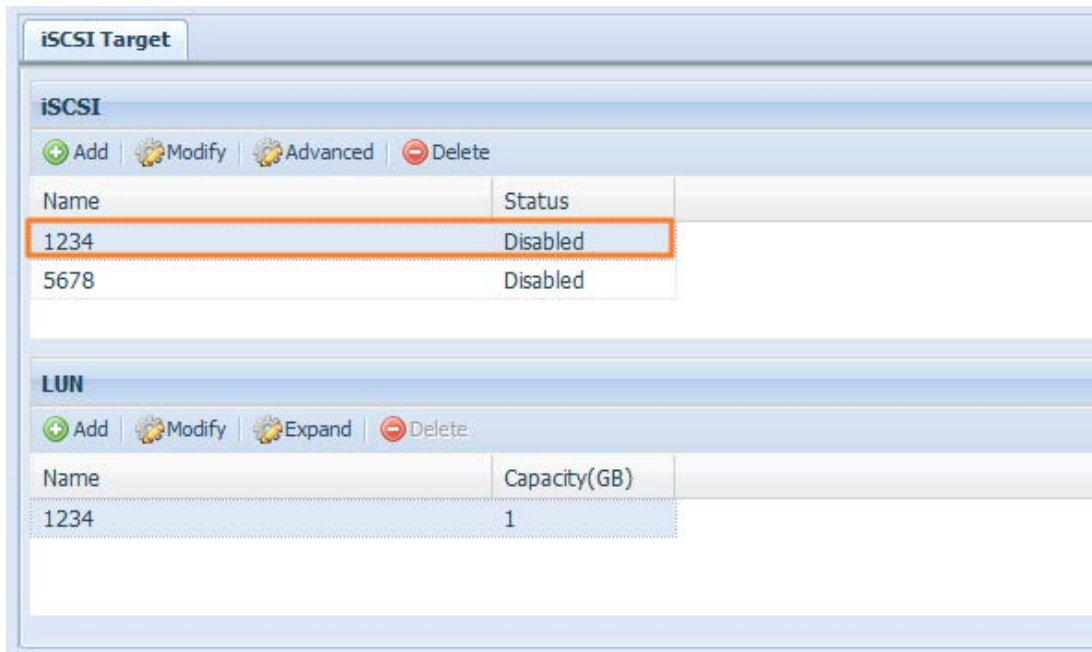 iSCSI Target
iSCSI
Add Modify Advanced Delete
Name Status
1234 Disabled
5678 Disabled
LUN
Add Modify Expand Delete
Name Capacity(GB)
1234 1